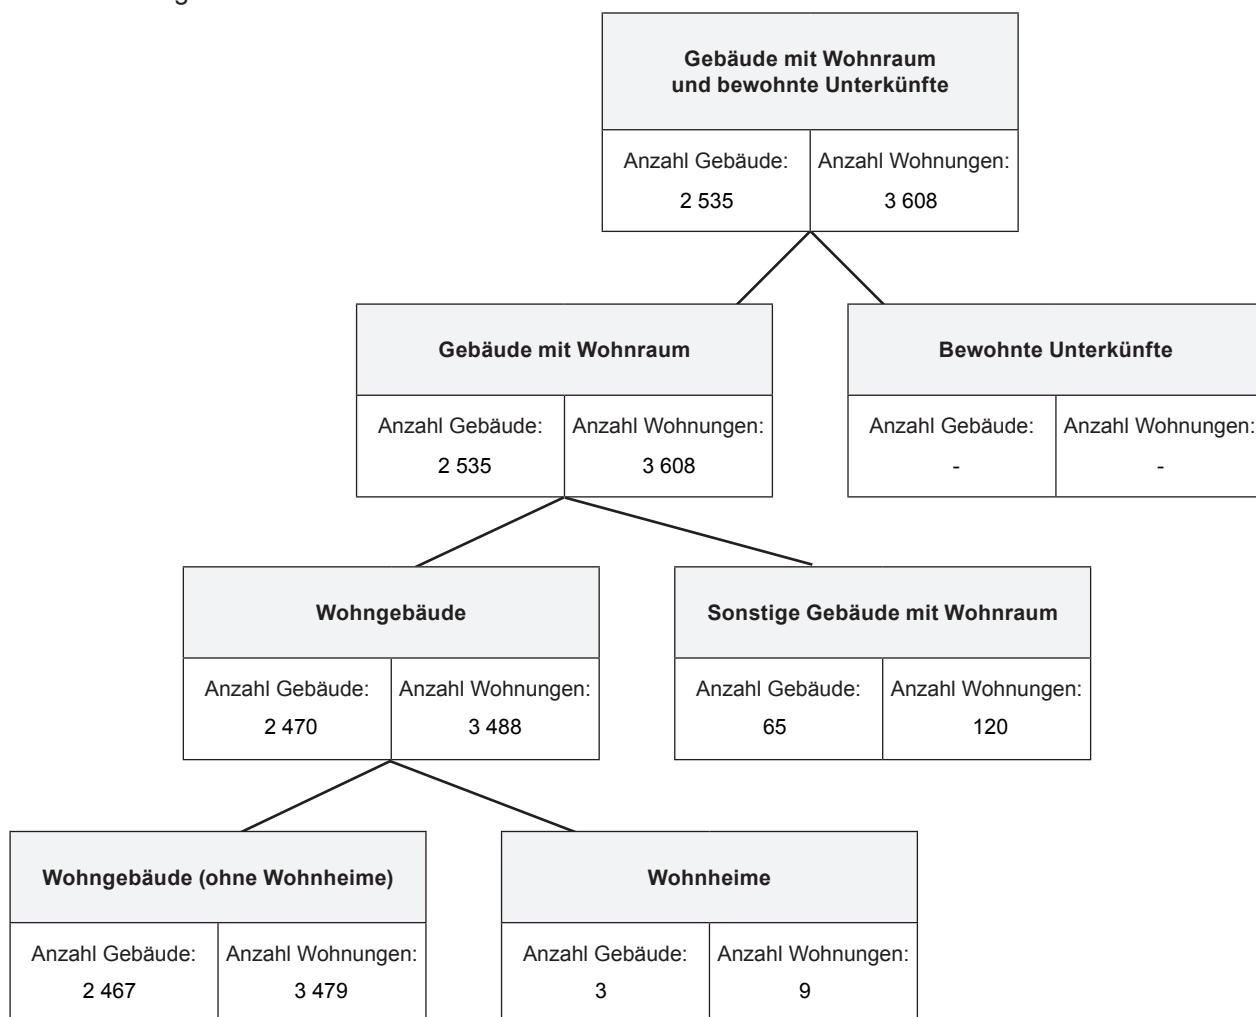 Gebäude mit Wohnraum
und bewohnte Unterkünfte
Anzahl Gebäude: Anzahl Wohnungen:
2 535 3 608
Gebäude mit Wohnraum
Anzahl Gebäude: Anzahl Wohnungen:
2 535 3 608
Bewohnte Unterkünfte
Anzahl Gebäude: Anzahl Wohnungen:
- -
Wohngebäude
Anzahl Gebäude: Anzahl Wohnungen:
2 470 3 488
Sonstige Gebäude mit Wohnraum
Anzahl Gebäude: Anzahl Wohnungen:
65 120
Wohngebäude (ohne Wohnheime)
Anzahl Gebäude: Anzahl Wohnungen:
2 467 3 479
Wohnheime
Anzahl Gebäude: Anzahl Wohnungen:
3 9